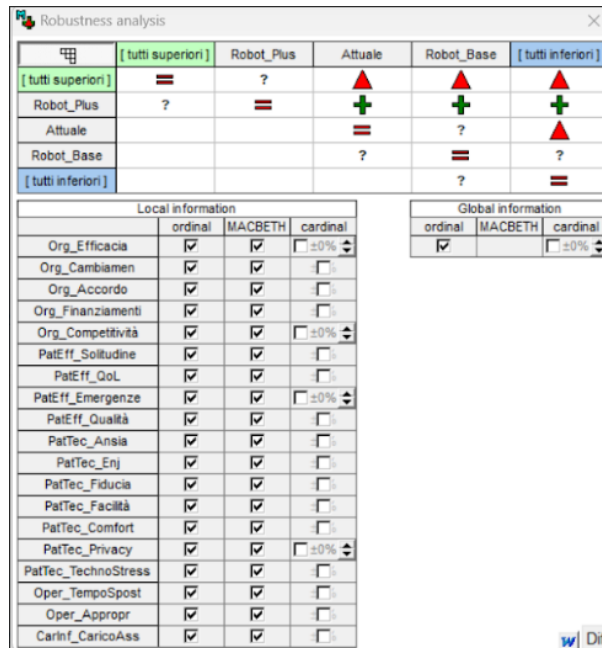 Robustness analysis
[ tutti superiori ] Robot_Plus Attuale Robot_Base [ tutti inferiori ]
[ tutti superiori ] = ?
Robot_Plus ? = + + +
Attuale = ?
Robot_Base ? = ?
[ tutti inferiori ] ? =
Local information Global information
ordinal MACBETH cardinal ordinal MACBETH cardinal
Org_Efficacia ±0% ±0%
Org_Cambiamen
Org_Accordo
Org_Finanziamenti
Org_Competitività ±0%
PatEff_Solitudine
PatEff_QoL
PatEff_Emergenze ±0%
PatEff_Qualità
PatTec_Ansia
PatTec_Enj
PatTec_Fiducia
PatTec_Facilità
PatTec_Comfort
PatTec_Privacy ±0%
PatTec_TechnoStress
Oper_TempoSpost
Oper_Appropr
CarInf_CaricoAss